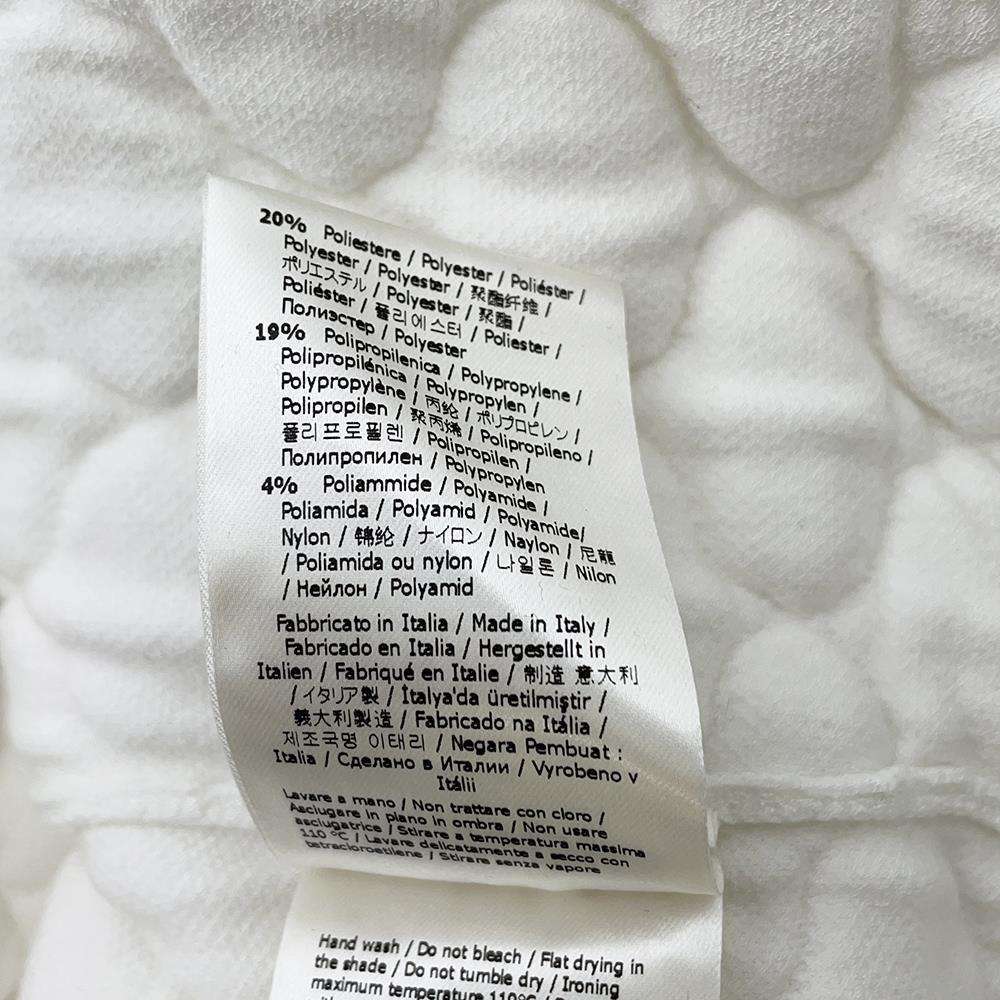 20% Poliestere / Polyester / Poliéster /
Polyester / Polyester / 聚酯纤维 /
ポリエステル / Polyester / 聚酯 /
Poliéster / 폴리에스터 / Poliester /
Полиэстер / Polyester
19% Polipropilenica / Polypropylene /
Polipropilénica / Polypropylen /
Polypropylène / 丙纶 / ポリプロピレン /
Polipropilen / 聚丙烯 / Polipropileno /
폴리프로필렌 / Polipropilen /
Полипропилен / Polypropylen
4% Poliammide / Polyamide /
Poliamida / Polyamid / Polyamide/
Nylon / 锦纶 / ナイロン / Naylon / 尼龍
/ Poliamida ou nylon / 나일론 / Nilon
/ Нейлон / Polyamid
Fabbricato in Italia / Made in Italy /
Fabricado en Italia / Hergestellt in
Italien / Fabriqué en Italie / 制造 意大利
/ イタリア製 / İtalya'da üretilmiştir /
義大利製造 / Fabricado na Itália /
제조국명 이태리 / Negara Pembuat :
Italia / Сделано в Италии / Vyrobeno v
Itálii
Lavare a mano / Non trattare con cloro /
Asciugare in piano in ombra / Non usare
asciugatrice / Stirare a temperatura massima
110 °C / Lavare delicatamente a secco con
tetracloroetilene / Stirare senza vapore
Hand wash / Do not bleach / Flat drying in
the shade / Do not tumble dry / Ironing
maximum temperature 110°C /